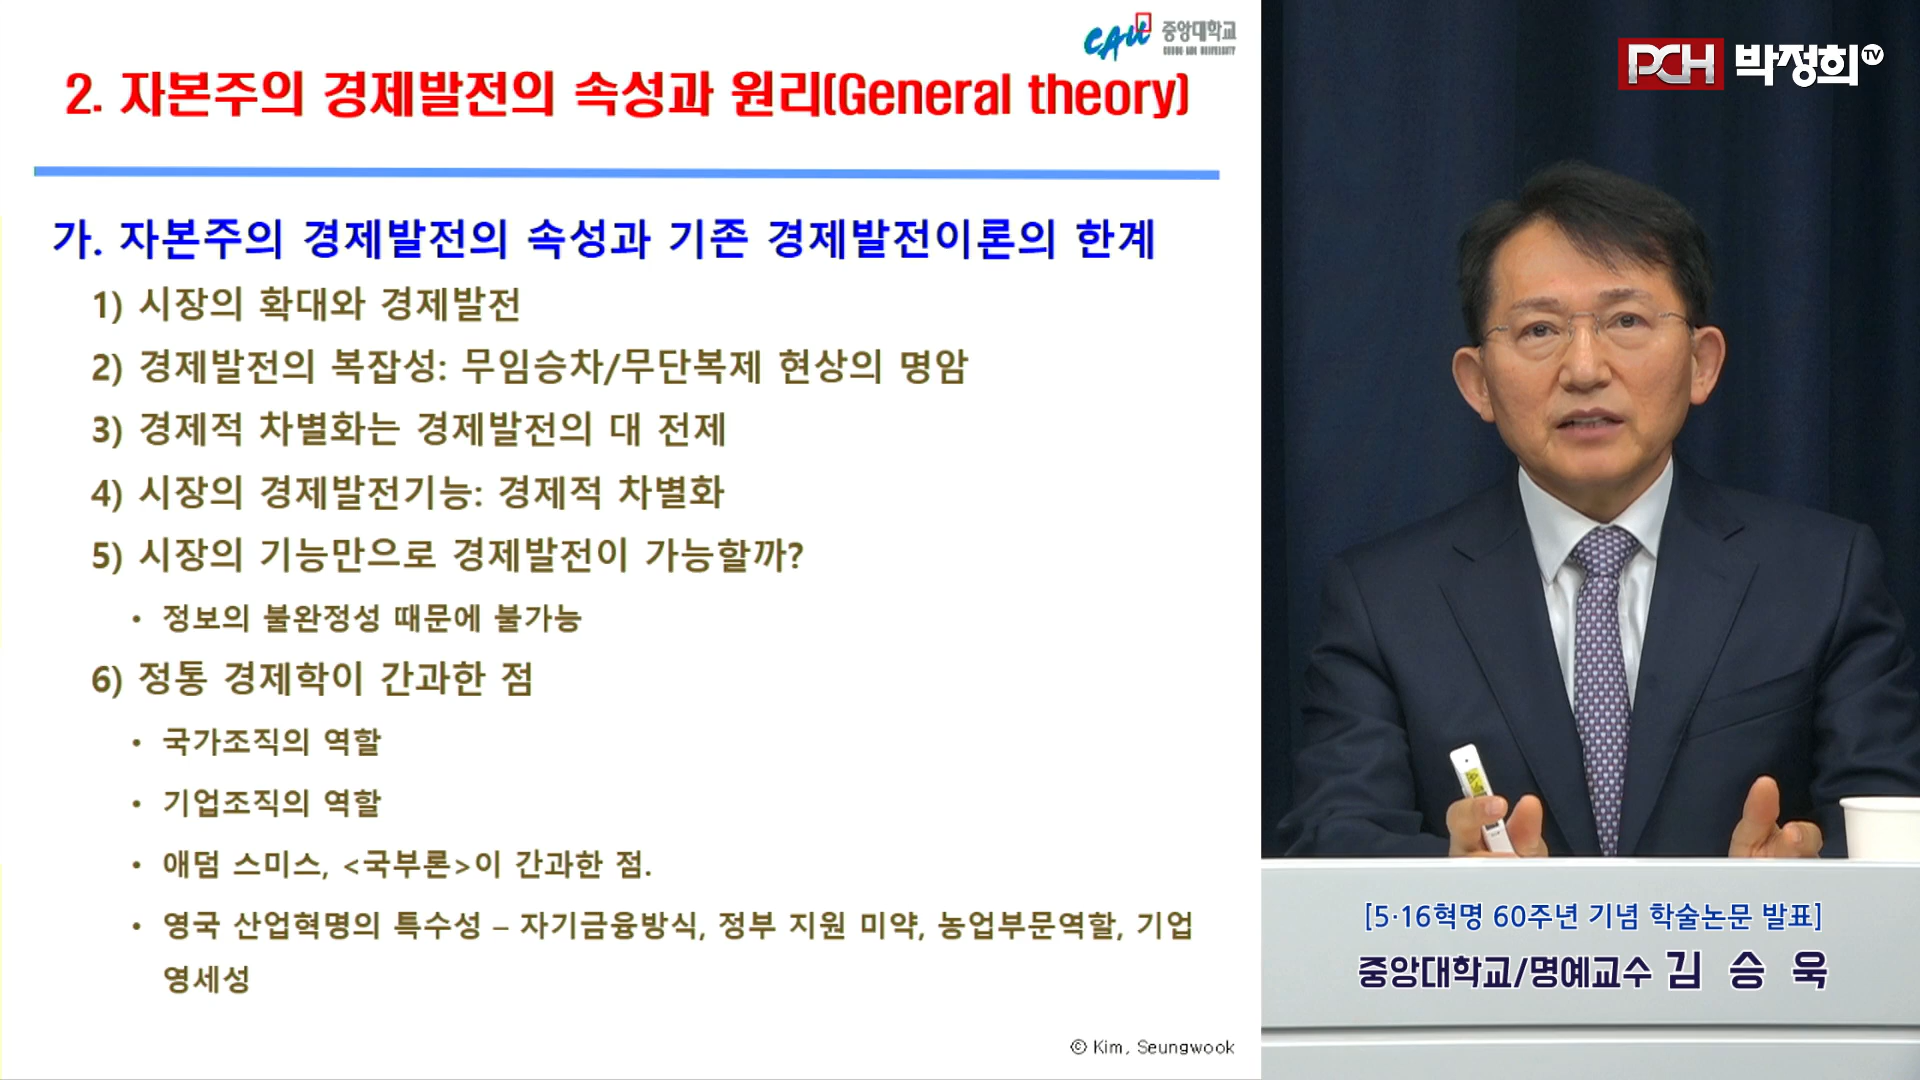 CAU 중앙대학교
CHUNG-ANG UNIVERSITY
2. 자본주의 경제발전의 속성과 원리(General theory)
가. 자본주의 경제발전의 속성과 기존 경제발전이론의 한계
1) 시장의 확대와 경제발전
2) 경제발전의 복잡성: 무임승차/무단복제 현상의 명암
3) 경제적 차별화는 경제발전의 대 전제
4) 시장의 경제발전기능: 경제적 차별화
5) 시장의 기능만으로 경제발전이 가능할까?
• 정보의 불완정성 때문에 불가능
6) 정통 경제학이 간과한 점
• 국가조직의 역할
• 기업조직의 역할
• 애덤 스미스, <국부론>이 간과한 점.
• 영국 산업혁명의 특수성 – 자기금융방식, 정부 지원 미약, 농업부문역할, 기업
영세성
© Kim, Seungwook
PCH 박정희TV
[5·16혁명 60주년 기념 학술논문 발표]
중앙대학교/명예교수 김 승 욱